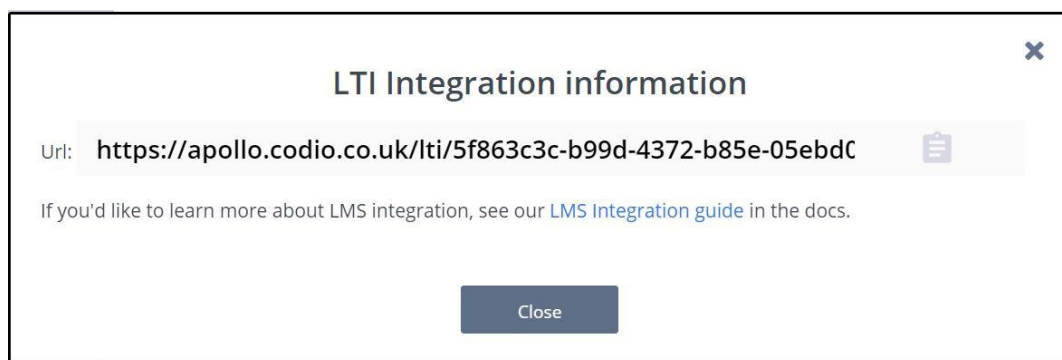 LTI Integration information
Url: https://apollo.codio.co.uk/lti/5f863c3c-b99d-4372-b85e-05ebd0
If you'd like to learn more about LMS integration, see our LMS Integration guide in the docs.
Close